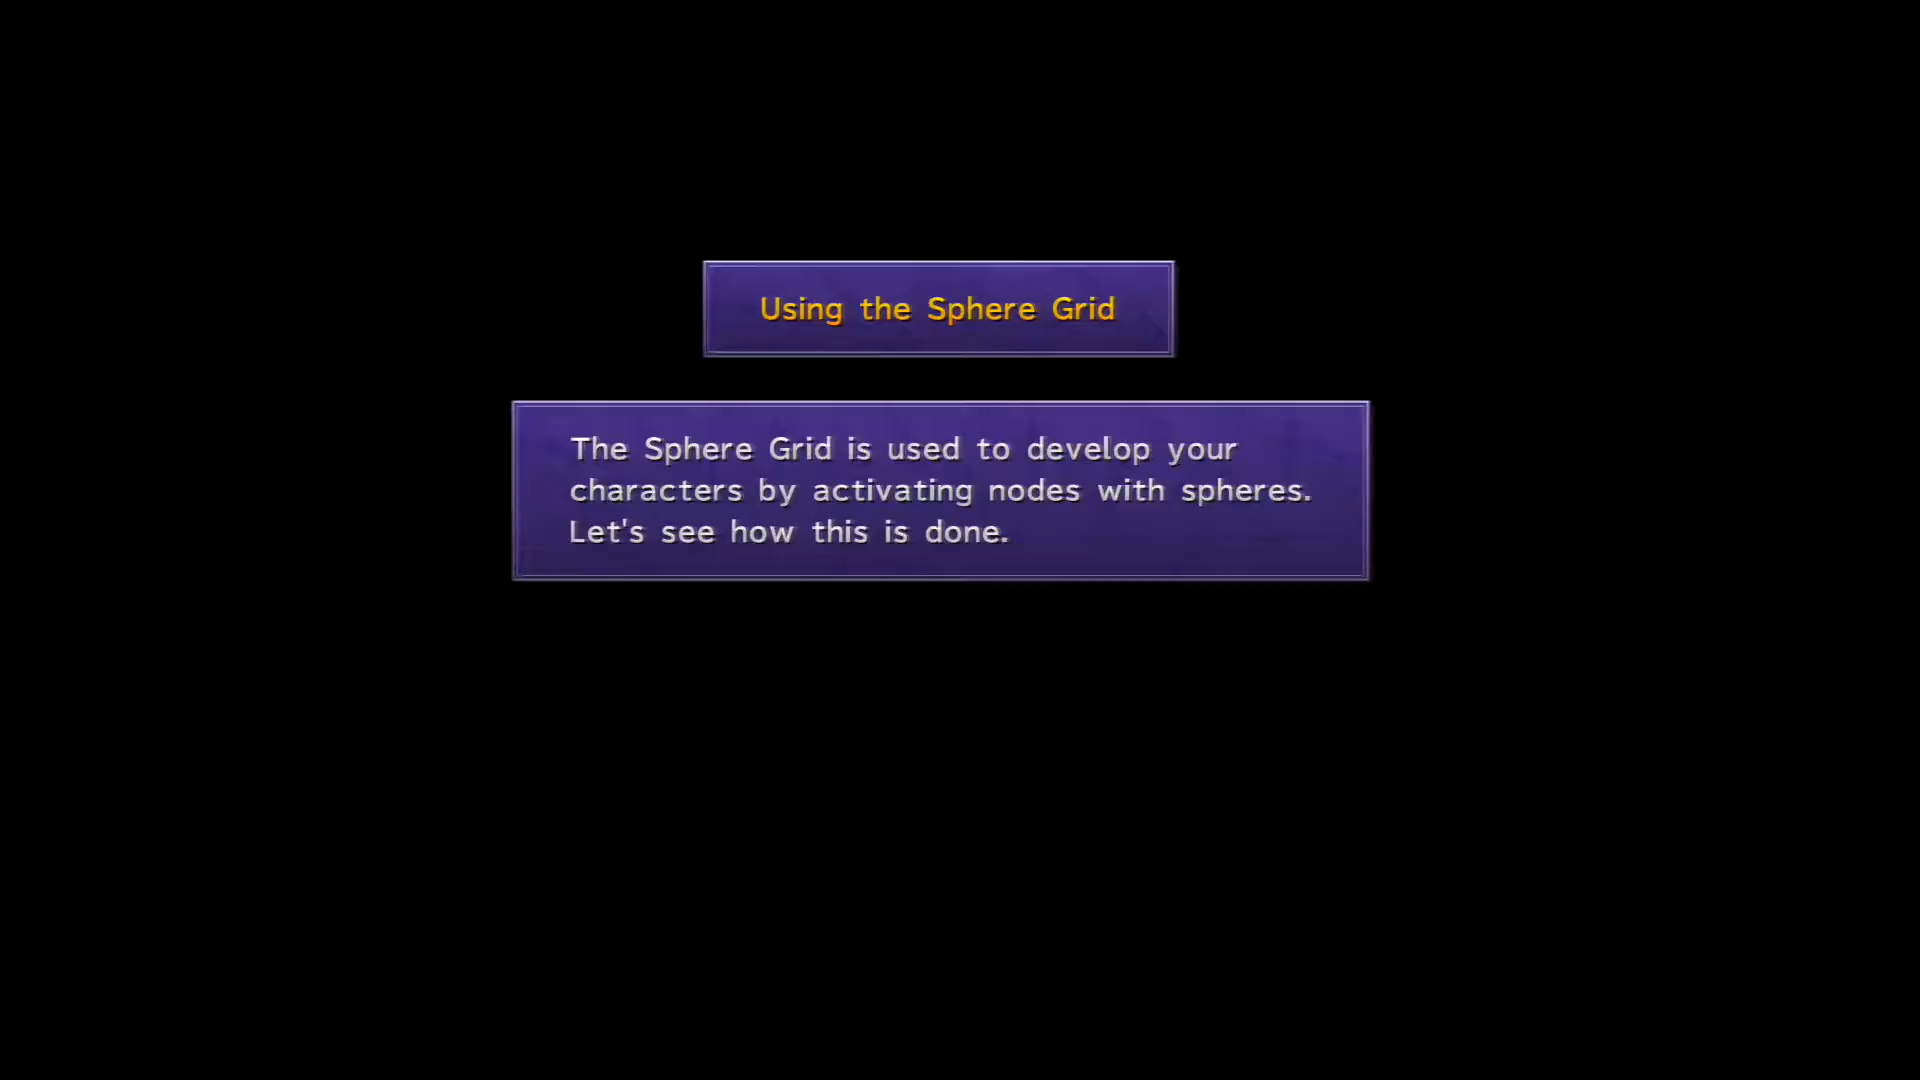 Using the Sphere Grid
The Sphere Grid is used to develop your
characters by activating nodes with spheres.
Let's see how this is done.